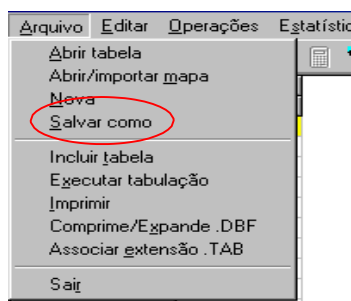 Arquivo Editar Operações Estatístic
Abrir tabela
Abrir/importar mapa
Nova
Salvar como
Incluir tabela
Executar tabulação
Imprimir
Comprime/Expande .DBF
Associar extensão .TAB
Sair